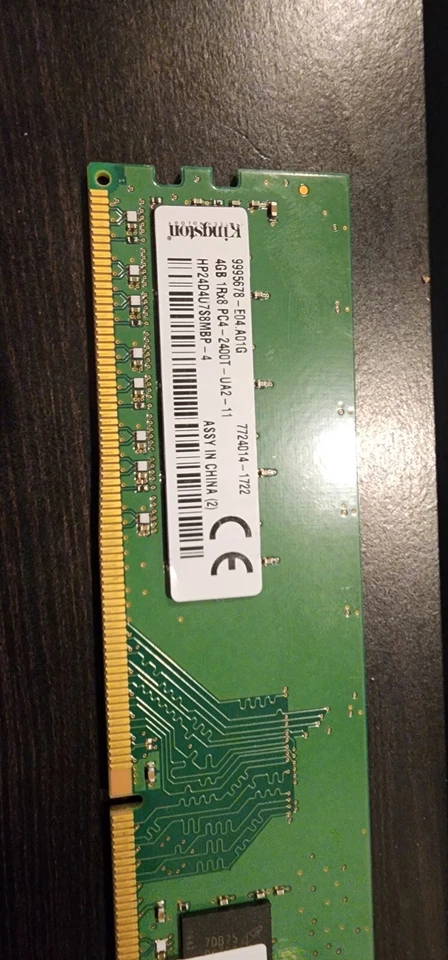 Kingston
9995678-E04.A01G
7724014-1722
4GB 1Rx8 PC4-2400T-UA2-11
HP24D4U7S8MBP-4
ASSY IN CHINA (2)
CE
7DB75